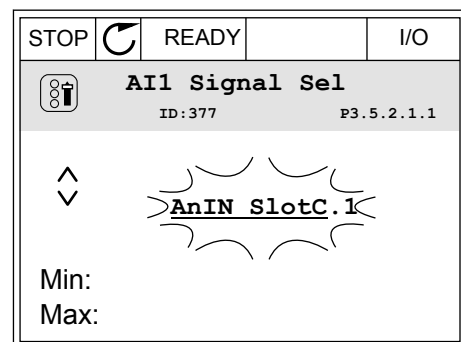 STOP READY I/O
AI1 Signal Sel
ID:377 P3.5.2.1.1
AnIN SlotC.1
Min:
Max: